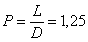 P = L/D = 1,25